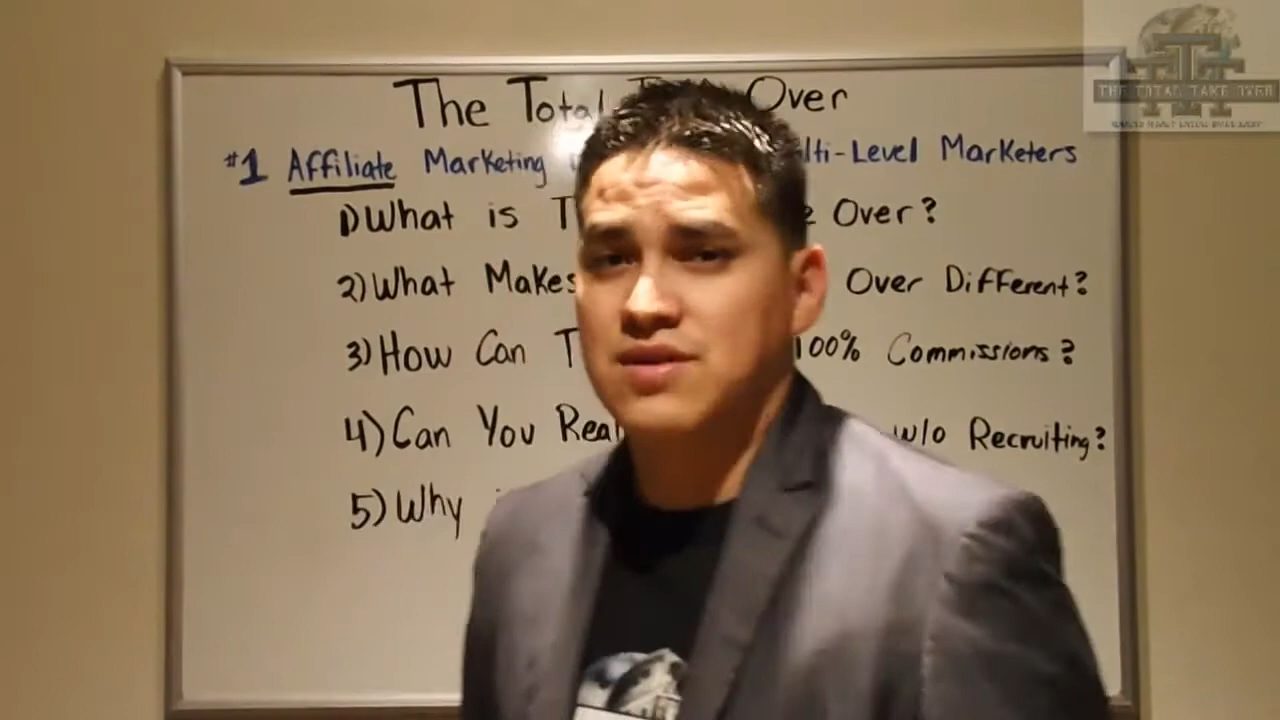 The Total Over
#1 Affiliate Marketing lti-Level Marketers
1) What is Over?
2) What Makes Over Different?
3) How Can 100% Commissions?
4) Can You Real w/o Recruiting?
5) Why
THE TOTAL TAKE OVER